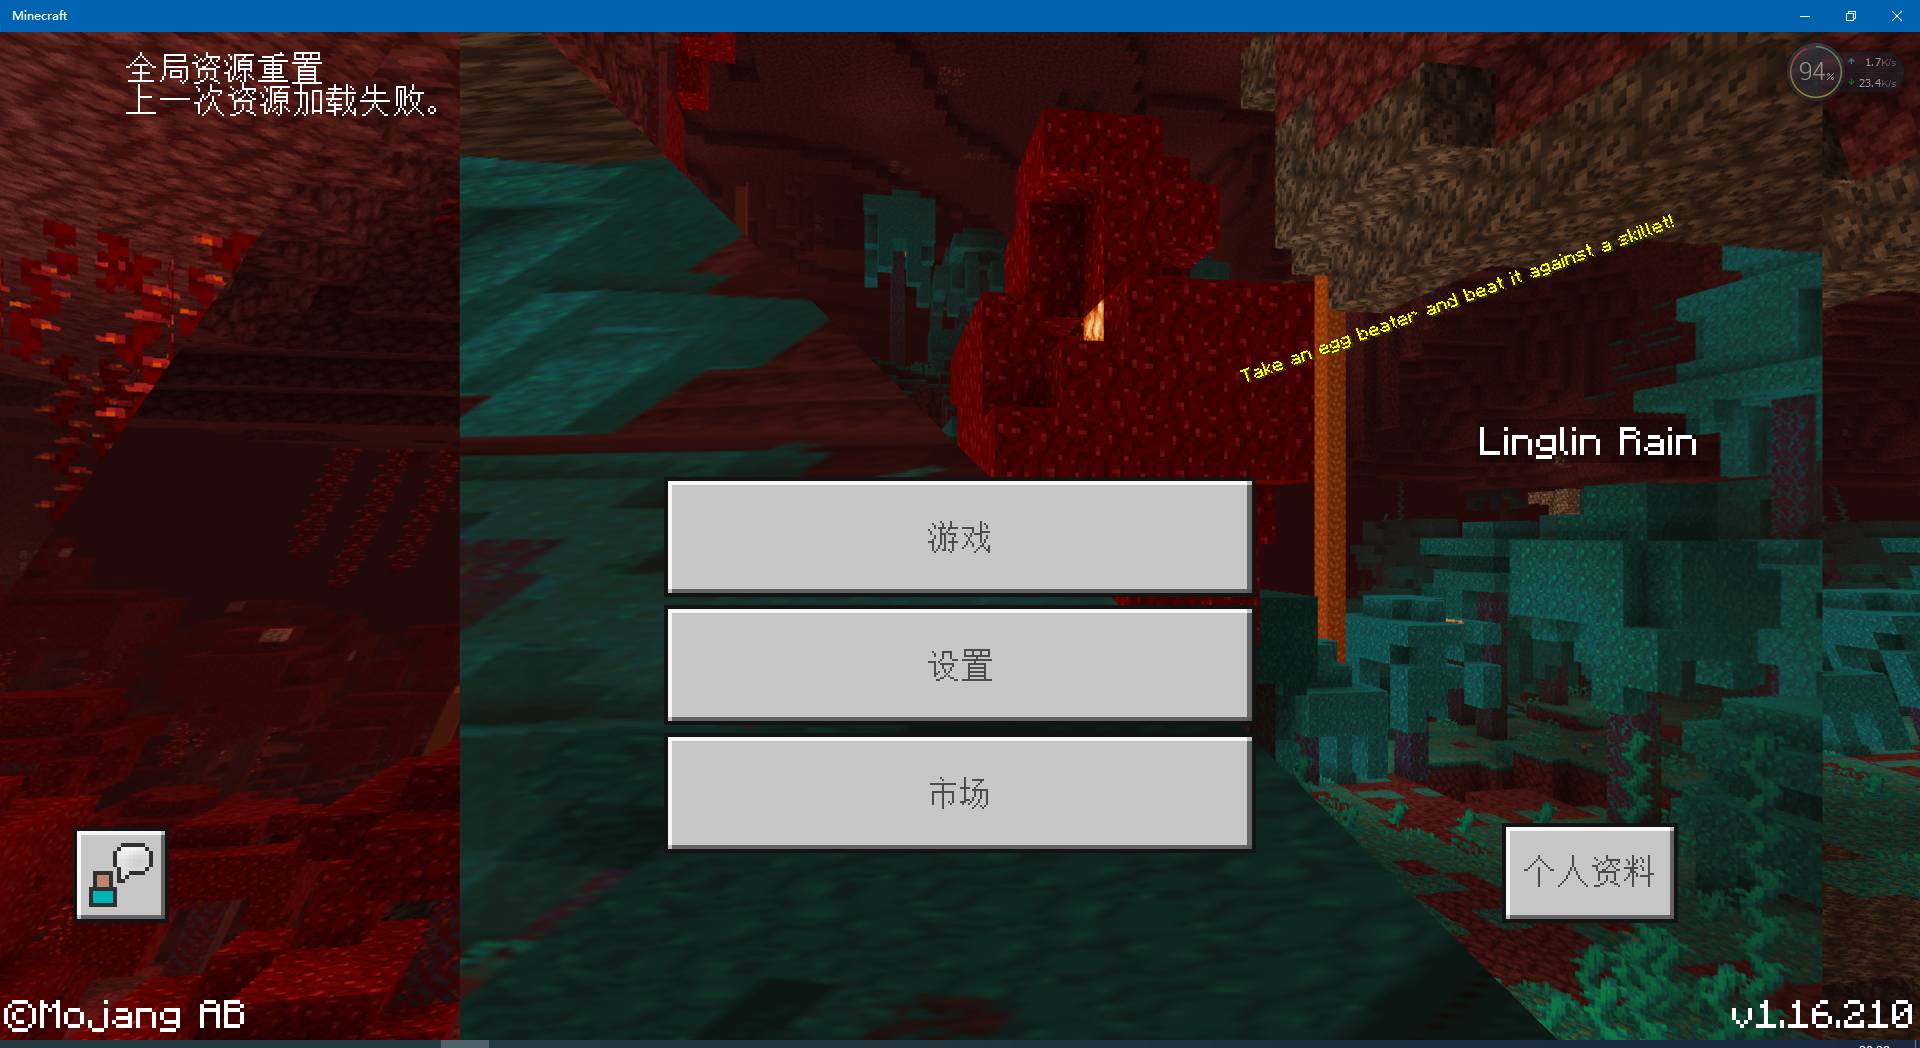 Minecraft
全局资源重置
上一次资源加载失败。
94%
1.7K/s
23.4K/s
Take an egg beater and beat it against a skillet!
Linglin Rain
游戏
设置
市场
个人资料
©Mojang AB
v1.16.210